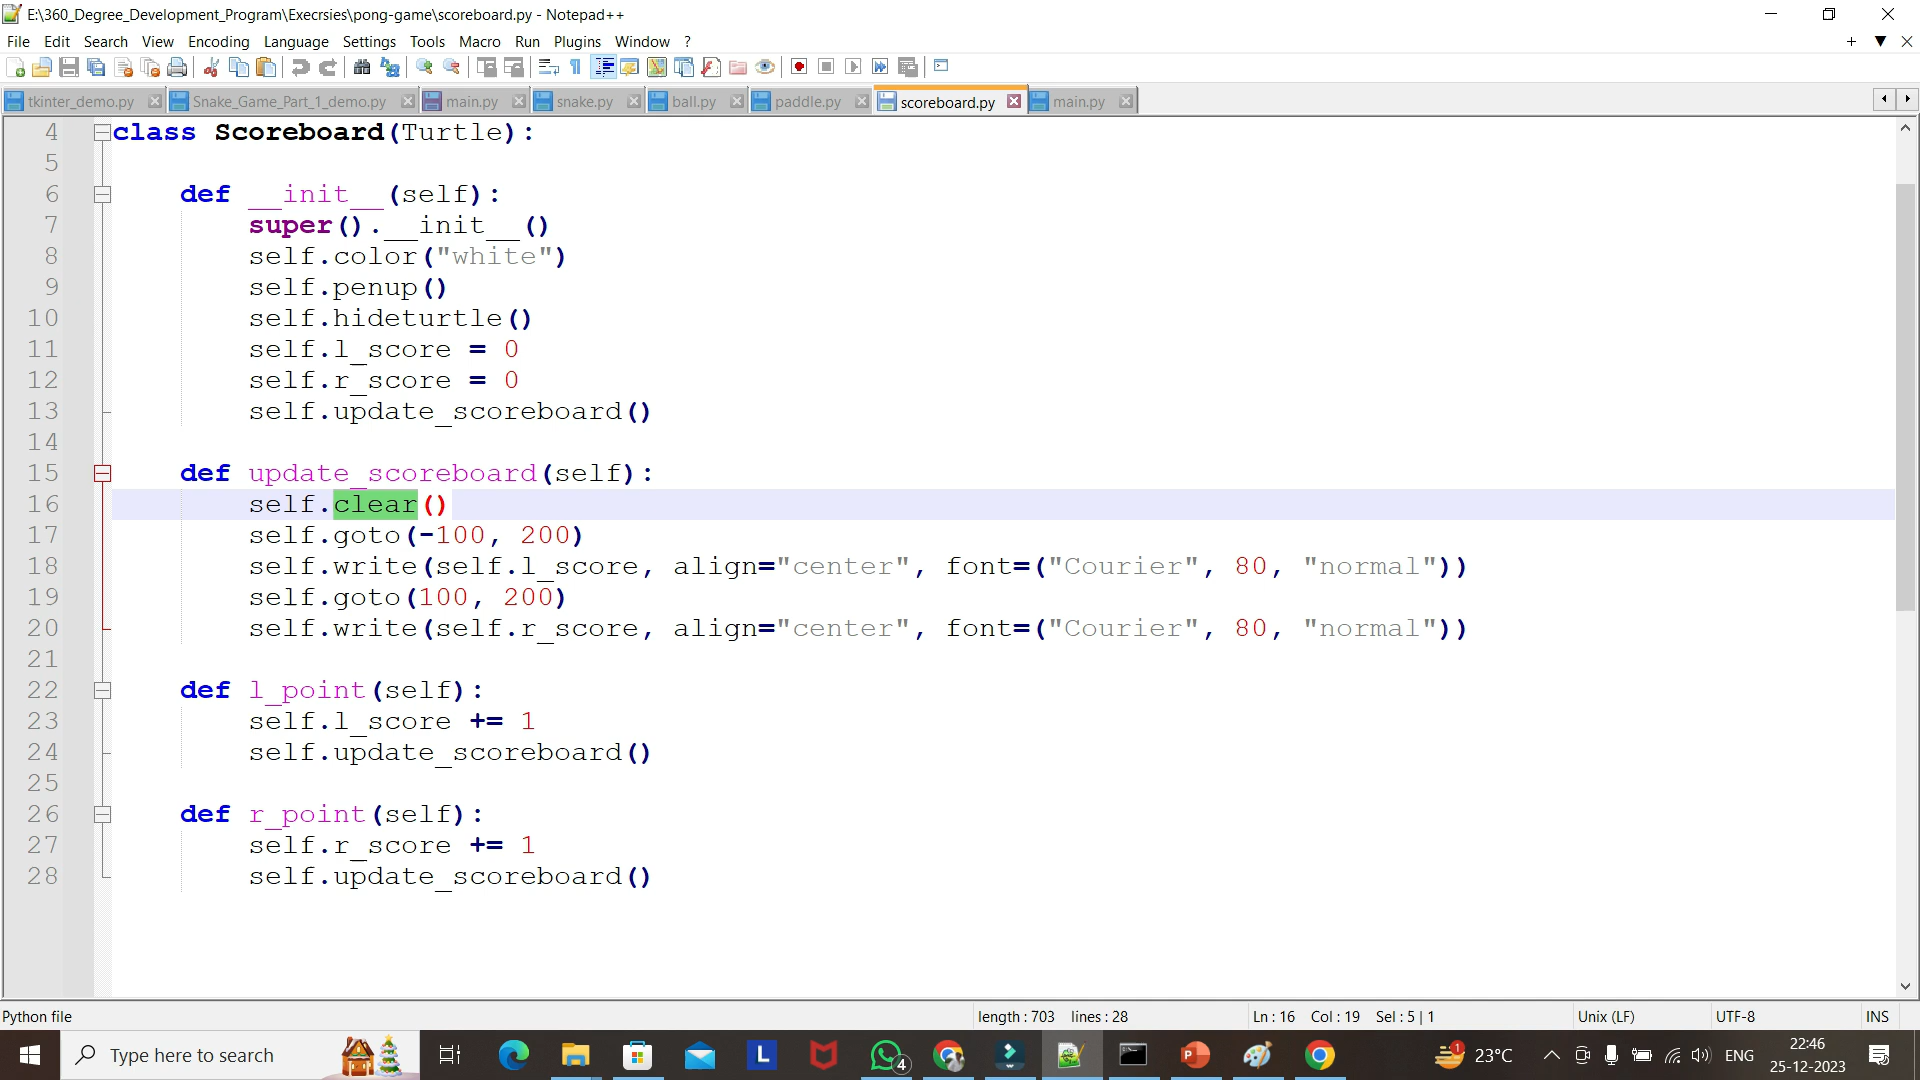 E:\360_Degree_Development_Program\Execrsies\pong-game\scoreboard.py - Notepad++
File Edit Search View Encoding Language Settings Tools Macro Run Plugins Window ?
tkinter_demo.py Snake_Game_Part_1_demo.py main.py snake.py ball.py paddle.py scoreboard.py main.py
4 class Scoreboard(Turtle):
5
6 def __init__(self):
7 super().__init__()
8 self.color("white")
9 self.penup()
10 self.hideturtle()
11 self.l_score = 0
12 self.r_score = 0
13 self.update_scoreboard()
14
15 def update_scoreboard(self):
16 self.clear()
17 self.goto(-100, 200)
18 self.write(self.l_score, align="center", font=("Courier", 80, "normal"))
19 self.goto(100, 200)
20 self.write(self.r_score, align="center", font=("Courier", 80, "normal"))
21
22 def l_point(self):
23 self.l_score += 1
24 self.update_scoreboard()
25
26 def r_point(self):
27 self.r_score += 1
28 self.update_scoreboard()
Python file length : 703 lines : 28 Ln : 16 Col : 19 Sel : 5 | 1 Unix (LF) UTF-8 INS
Type here to search L 4 P 1 23°C ENG 22:46
25-12-2023